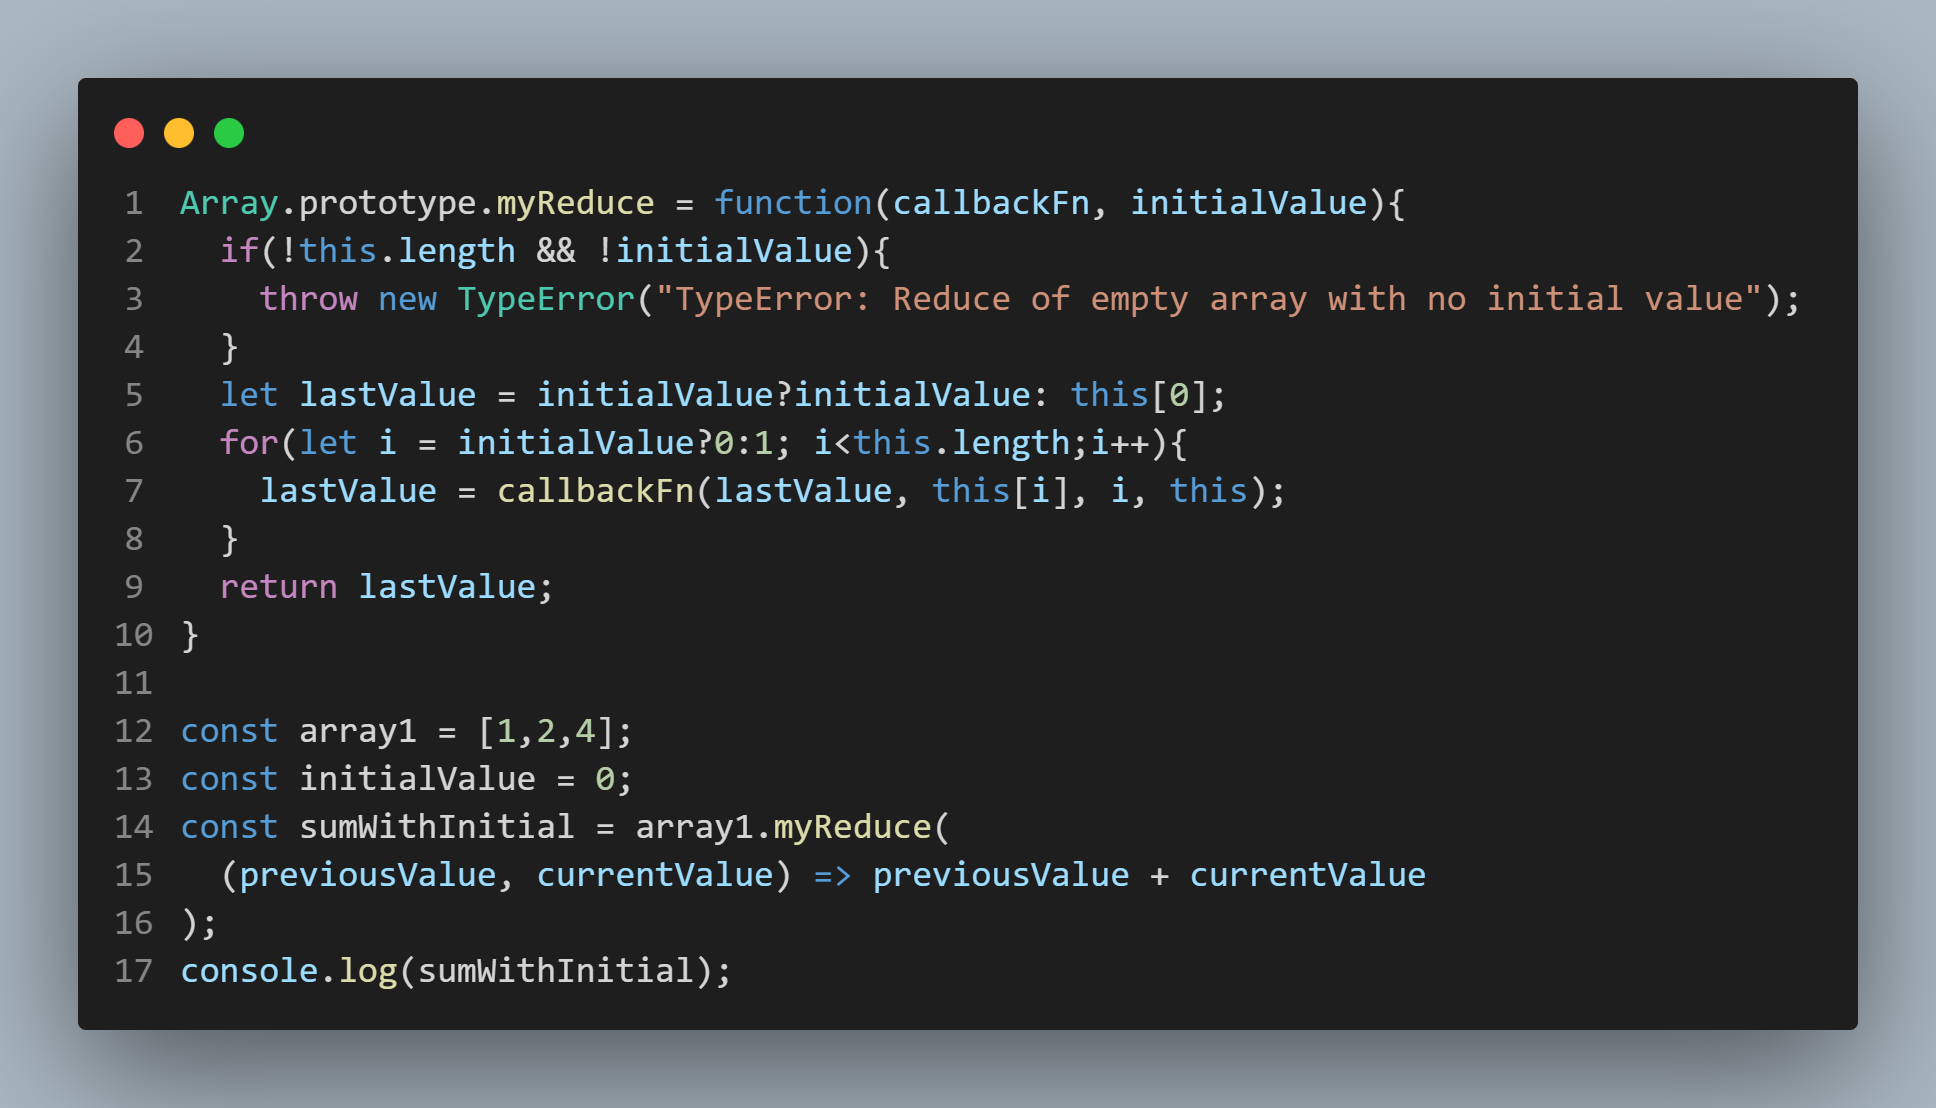 1 Array.prototype.myReduce = function(callbackFn, initialValue){
2   if(!this.length && !initialValue){
3     throw new TypeError("TypeError: Reduce of empty array with no initial value");
4   }
5   let lastValue = initialValue?initialValue: this[0];
6   for(let i = initialValue?0:1; i<this.length;i++){
7     lastValue = callbackFn(lastValue, this[i], i, this);
8   }
9   return lastValue;
10 }
11
12 const array1 = [1,2,4];
13 const initialValue = 0;
14 const sumWithInitial = array1.myReduce(
15   (previousValue, currentValue) => previousValue + currentValue
16 );
17 console.log(sumWithInitial);